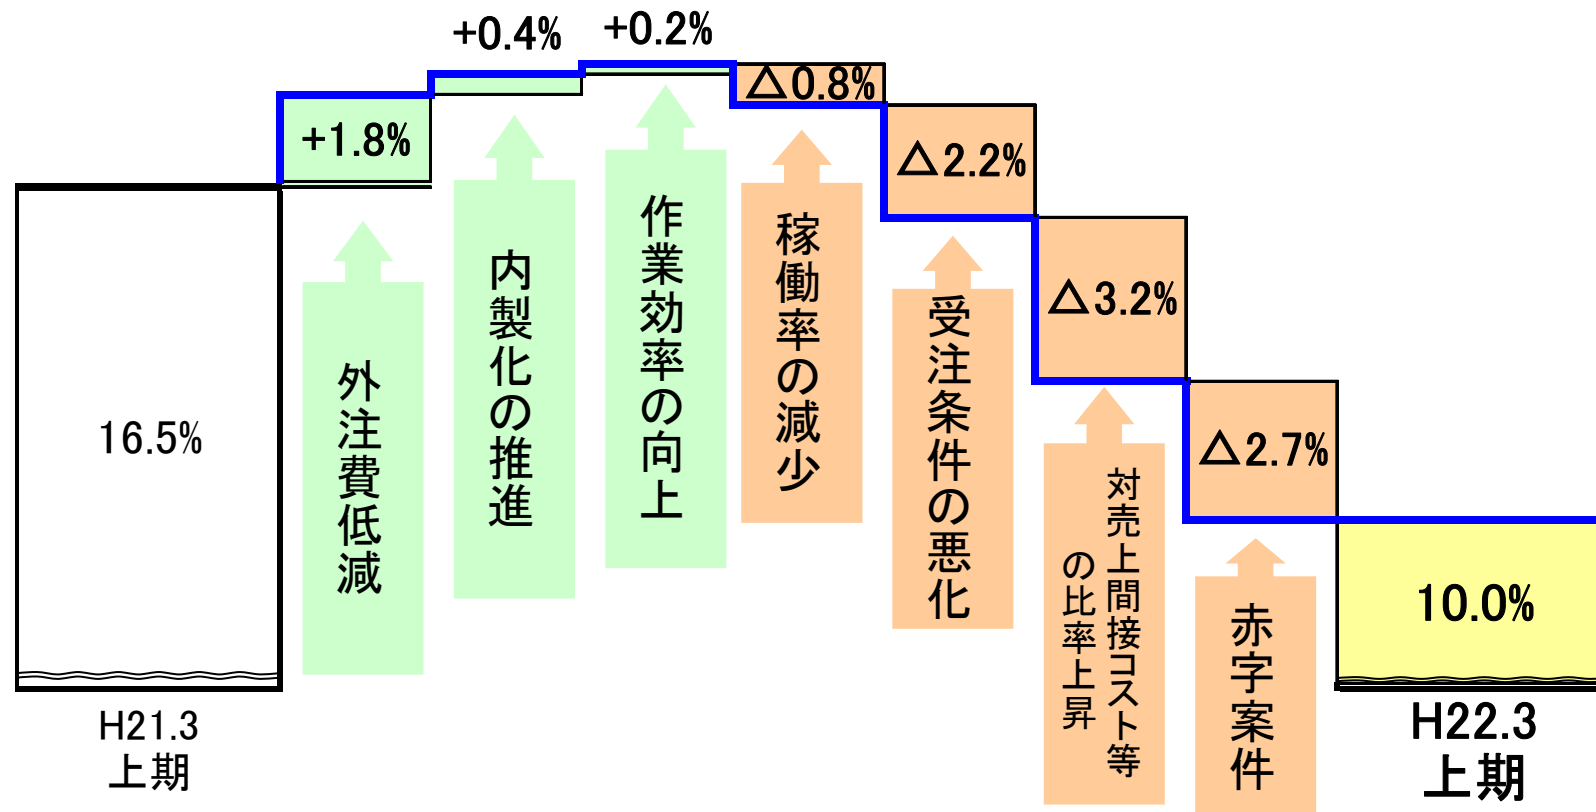 +0.4%
+0.2%
△0.8%
+1.8%
△2.2%
△3.2%
△2.7%
16.5%
10.0%
外注費低減
内製化の推進
作業効率の向上
稼働率の減少
受注条件の悪化
対売上間接コスト等
の比率上昇
赤字案件
H21.3
上期
H22.3
上期